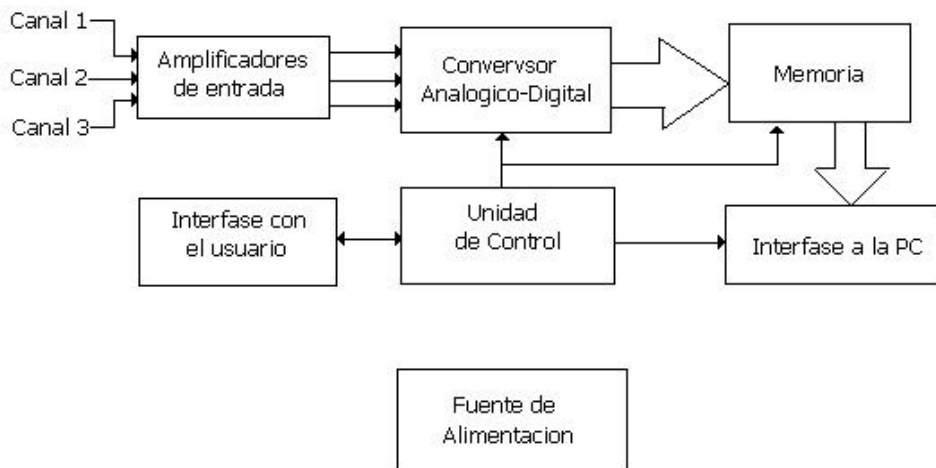 Canal 1
Canal 2
Canal 3
Amplificadores
de entrada
Convervsor
Analogico-Digital
Memoria
Interfase con
el usuario
Unidad
de Control
Interfase a la PC
Fuente de
Alimentacion